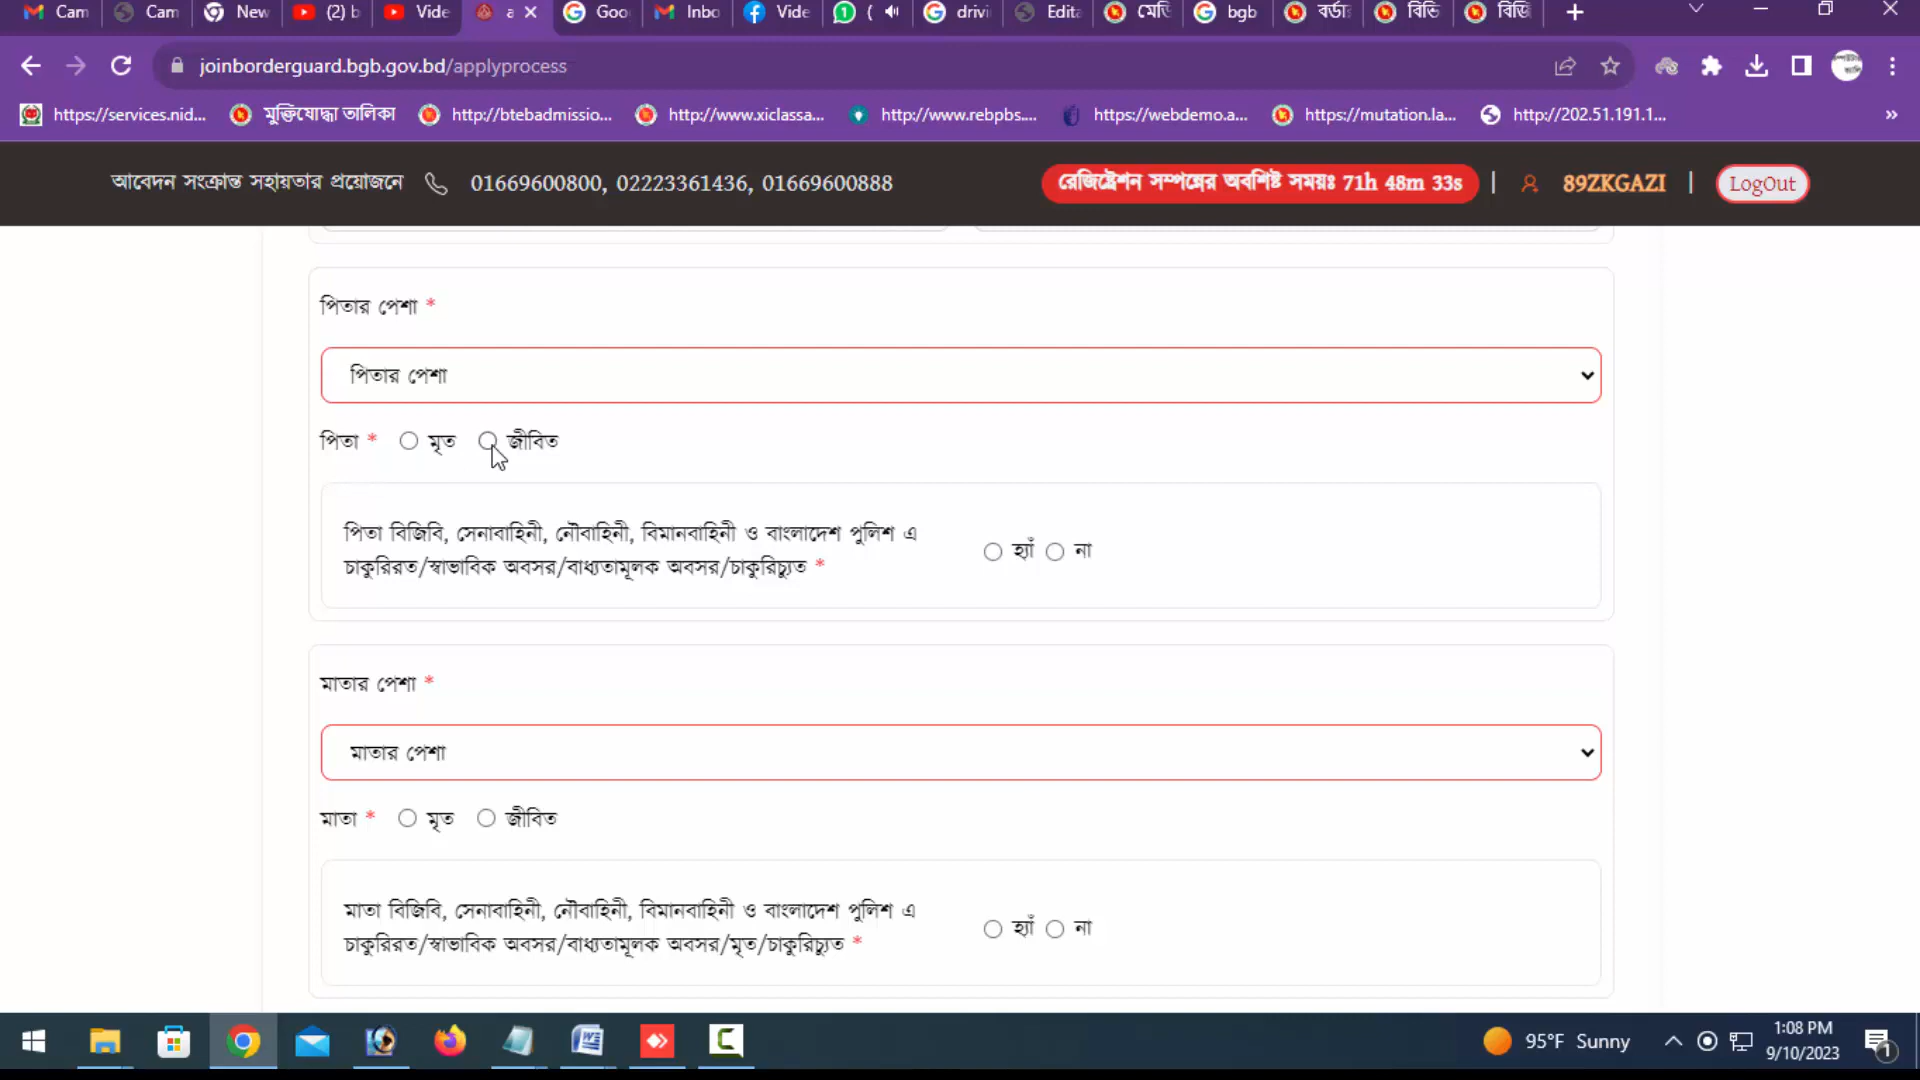 Cam
Cam
New
(2) b
Vide
a
Goo
Inbo
Vide
(
drivi
Edita
bgb
joinborderguard.bgb.gov.bd/applyprocess
https://services.nid...
মুক্তিযোদ্ধা তালিকা
http://btebadmissio...
http://www.xiclassa...
http://www.rebpbs....
https://webdemo.a...
https://mutation.la...
http://202.51.191.1...
»
আবেদন সংক্রান্ত সহায়তার প্রয়োজনে
01669600800, 02223361436, 01669600888
রেজিষ্ট্রেশন সম্পন্নের অবশিষ্ট সময়ঃ 71h 48m 33s
|
89ZKGAZI
|
LogOut
পিতার পেশা *
পিতার পেশা
পিতা * মৃত জীবিত
পিতা বিজিবি, সেনাবাহিনী, নৌবাহিনী, বিমানবাহিনী ও বাংলাদেশ পুলিশ এ
চাকুরিরত/স্বাভাবিক অবসর/বাধ্যতামূলক অবসর/চাকুরিচ্যুত *
হ্যাঁ না
মাতার পেশা *
মাতার পেশা
মাতা * মৃত জীবিত
মাতা বিজিবি, সেনাবাহিনী, নৌবাহিনী, বিমানবাহিনী ও বাংলাদেশ পুলিশ এ
চাকুরিরত/স্বাভাবিক অবসর/বাধ্যতামূলক অবসর/মৃত/চাকুরিচ্যুত *
হ্যাঁ না
95°F Sunny
1:08 PM
9/10/2023
1